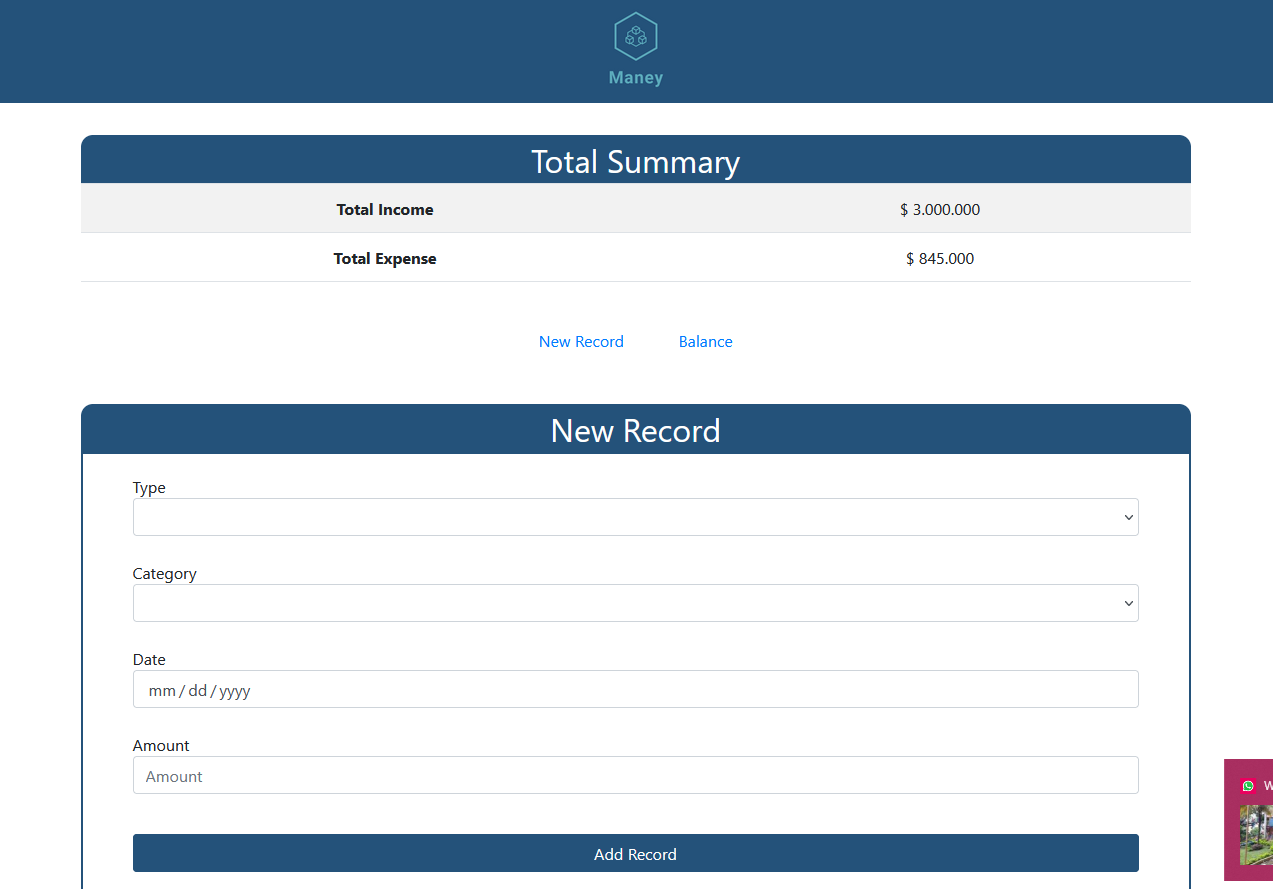 Maney
Total Summary
Total Income $ 3.000.000
Total Expense $ 845.000
New Record Balance
New Record
Type
Category
Date
mm / dd / yyyy
Amount
Amount
W
Add Record